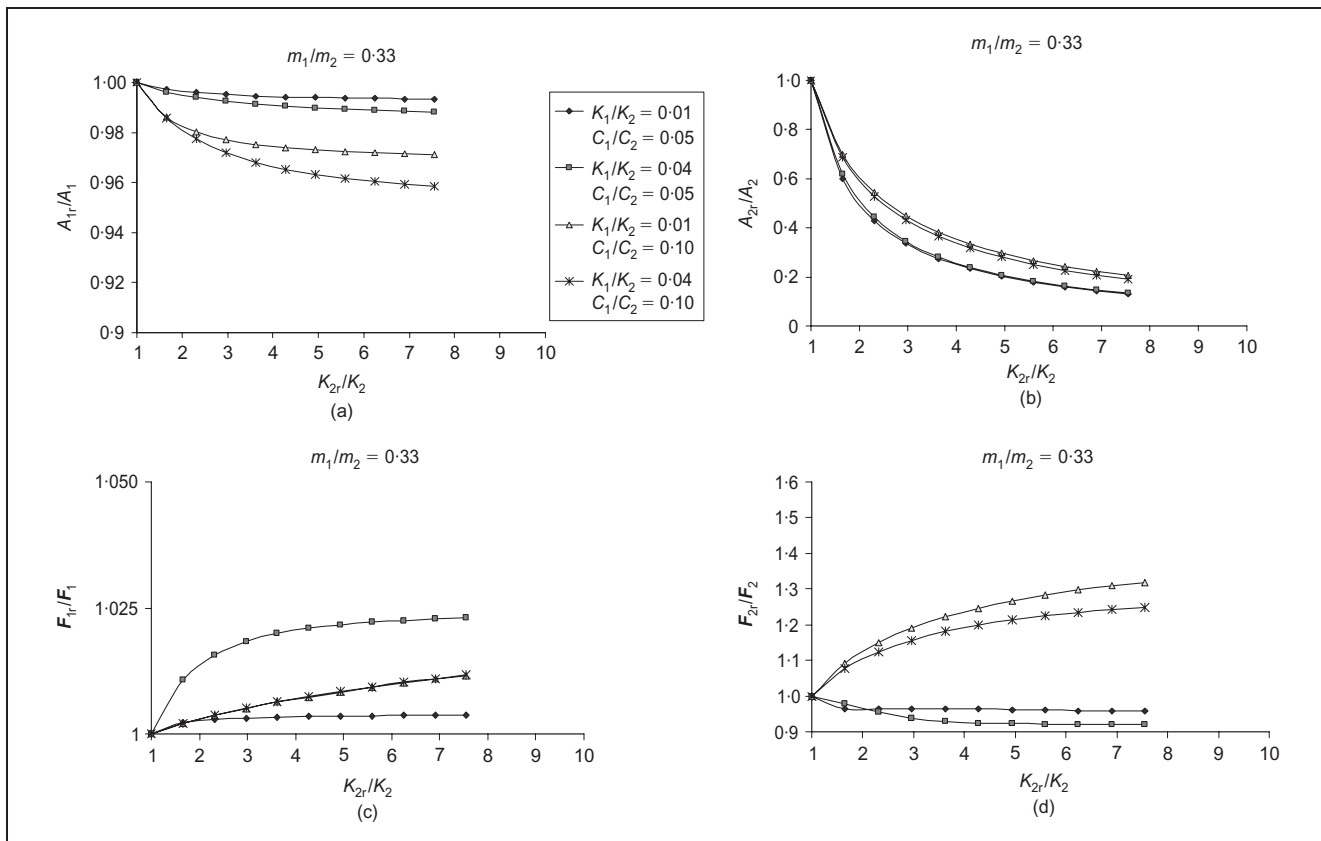 m1/m2 = 0·33
1·00
0·98
0·96
0·94
0·92
0·9
A1r/A1
1 2 3 4 5 6 7 8 9 10
K2r/K2
(a)
K1/K2 = 0·01
C1/C2 = 0·05
K1/K2 = 0·04
C1/C2 = 0·05
K1/K2 = 0·01
C1/C2 = 0·10
K1/K2 = 0·04
C1/C2 = 0·10
m1/m2 = 0·33
1·0
0·8
0·6
0·4
0·2
0
A2r/A2
1 2 3 4 5 6 7 8 9 10
K2r/K2
(b)
m1/m2 = 0·33
1·050
1·025
1
F1r/F1
1 2 3 4 5 6 7 8 9 10
K2r/K2
(c)
m1/m2 = 0·33
1·6
1·5
1·4
1·3
1·2
1·1
1·0
0·9
F2r/F2
1 2 3 4 5 6 7 8 9 10
K2r/K2
(d)